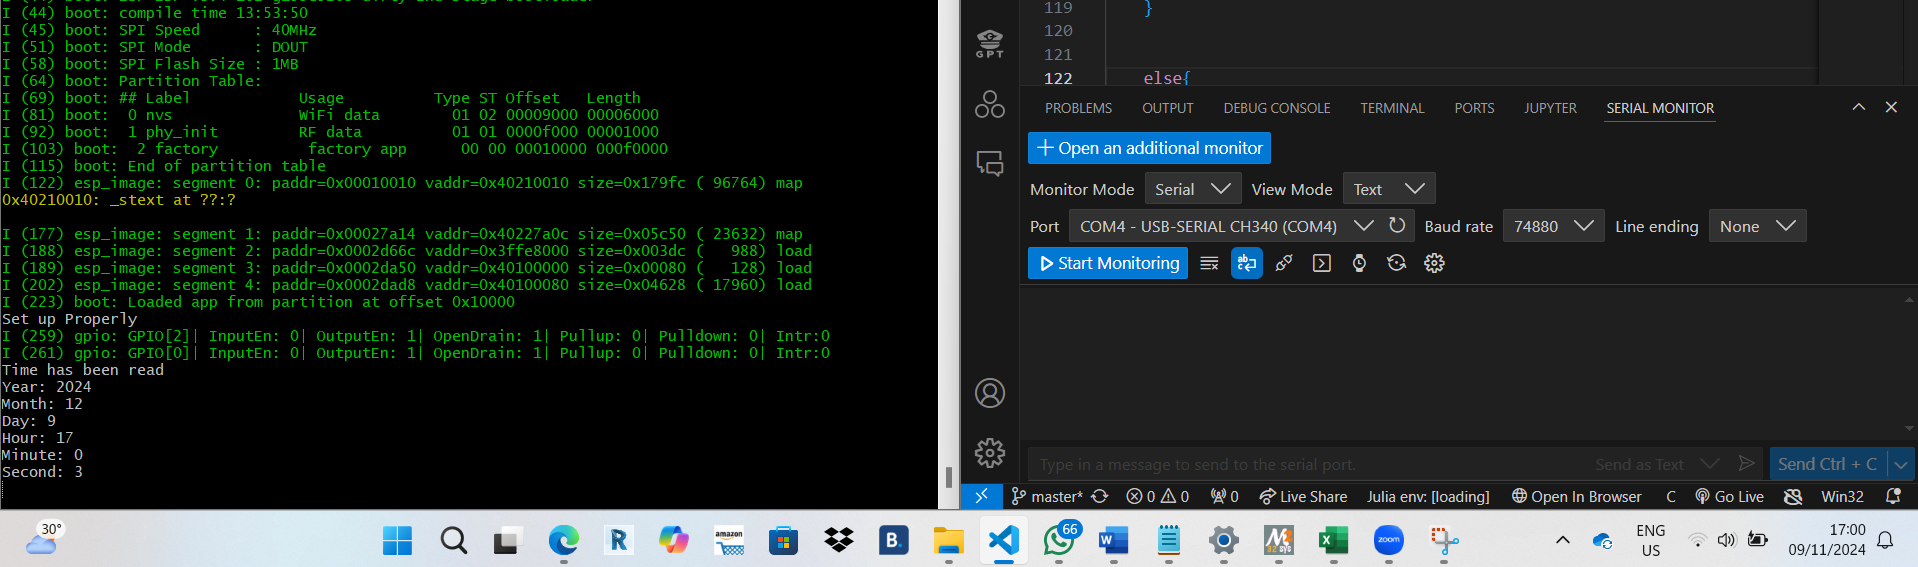 I (44) boot: compile time 13:53:50
I (45) boot: SPI Speed      : 40MHz
I (51) boot: SPI Mode       : DOUT
I (58) boot: SPI Flash Size : 1MB
I (64) boot: Partition Table:
I (69) boot: ## Label            Usage          Type ST Offset   Length
I (81) boot:  0 nvs              WiFi data        01 02 00009000 00006000
I (92) boot:  1 phy_init         RF data          01 01 0000f000 00001000
I (103) boot:  2 factory          factory app      00 00 00010000 000f0000
I (115) boot: End of partition table
I (122) esp_image: segment 0: paddr=0x00010010 vaddr=0x40210010 size=0x179fc ( 96764) map
0x40210010: _stext at ??:?
I (177) esp_image: segment 1: paddr=0x00027a14 vaddr=0x40227a0c size=0x05c50 ( 23632) map
I (188) esp_image: segment 2: paddr=0x0002d66c vaddr=0x3ffe8000 size=0x003dc (   988) load
I (189) esp_image: segment 3: paddr=0x0002da50 vaddr=0x40100000 size=0x00080 (   128) load
I (202) esp_image: segment 4: paddr=0x0002dad8 vaddr=0x40100080 size=0x04628 ( 17960) load
I (223) boot: Loaded app from partition at offset 0x10000
Set up Properly
I (259) gpio: GPIO[2]| InputEn: 0| OutputEn: 1| OpenDrain: 1| Pullup: 0| Pulldown: 0| Intr:0
I (261) gpio: GPIO[0]| InputEn: 0| OutputEn: 1| OpenDrain: 1| Pullup: 0| Pulldown: 0| Intr:0
Time has been read
Year: 2024
Month: 12
Day: 9
Hour: 17
Minute: 0
Second: 3
GPT
119 }
120
121
122 else{
PROBLEMS OUTPUT DEBUG CONSOLE TERMINAL PORTS JUPYTER SERIAL MONITOR
Open an additional monitor
Monitor Mode Serial View Mode Text
Port COM4 - USB-SERIAL CH340 (COM4) Baud rate 74880 Line ending None
Start Monitoring
Type in a message to send to the serial port. Send as Text Send Ctrl + C
master* 0 0 0 Live Share Julia env: [loading] Open In Browser C Go Live Win32
30°
R
amazon
B.
66
W
zoom
ENG
US
17:00
09/11/2024